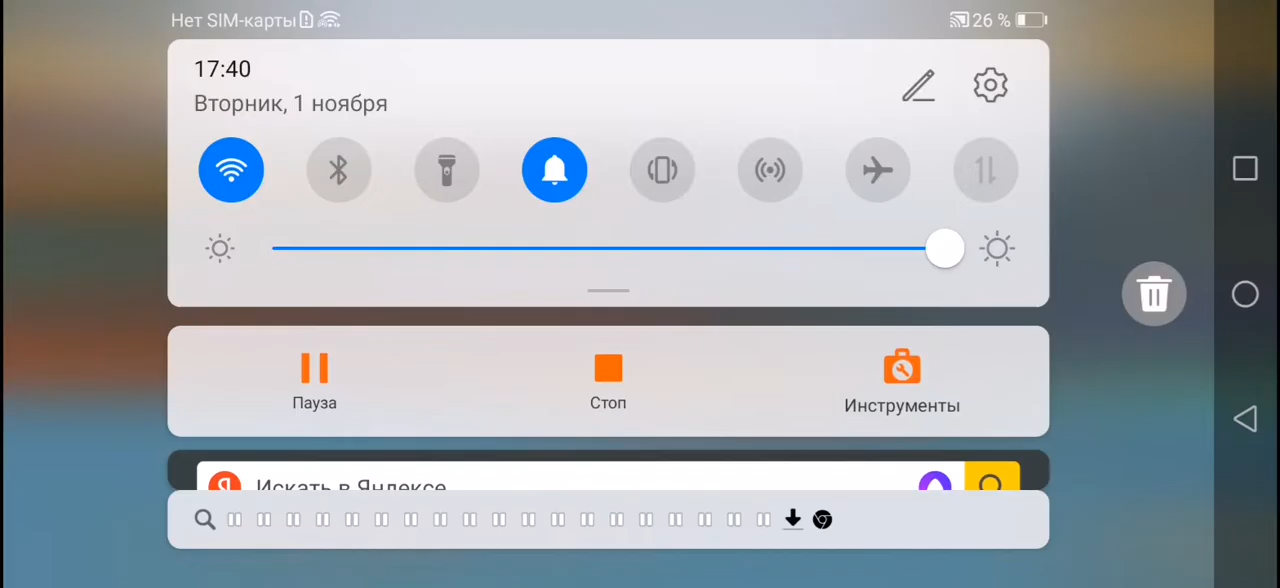 Нет SIM-карты
26 %
17:40
Вторник, 1 ноября
Пауза
Стоп
Инструменты
Я Искать в Яндексе